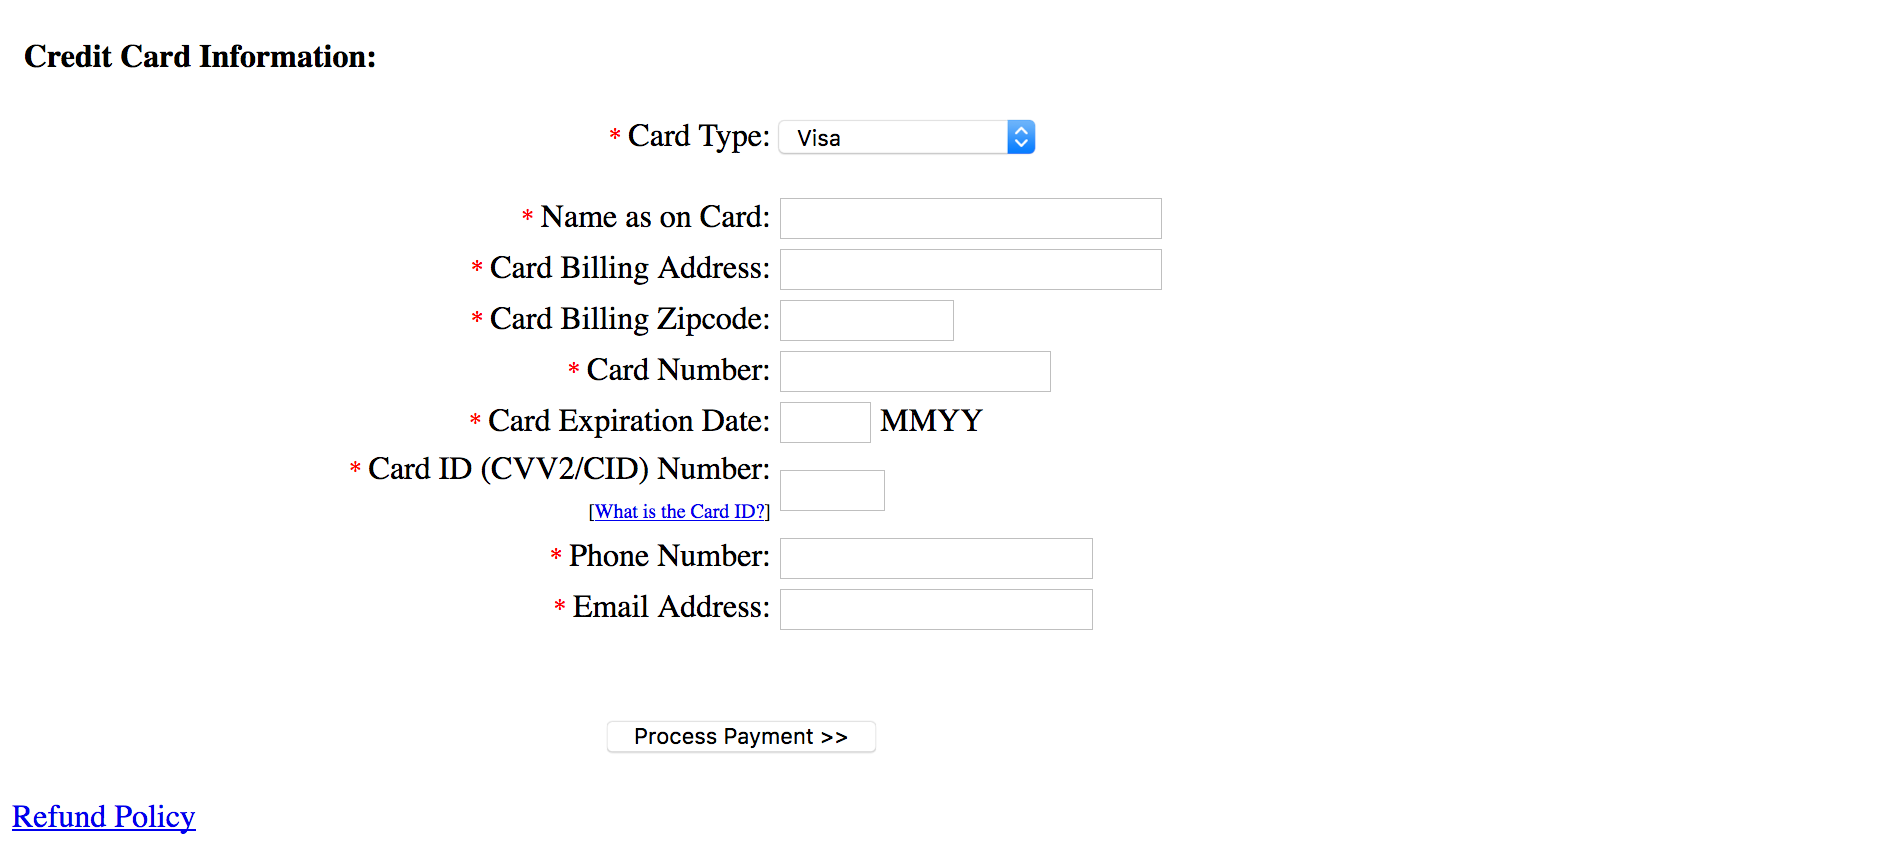 Credit Card Information:
* Card Type: Visa
* Name as on Card:
* Card Billing Address:
* Card Billing Zipcode:
* Card Number:
* Card Expiration Date: MMYY
* Card ID (CVV2/CID) Number:
[What is the Card ID?]
* Phone Number:
* Email Address:
Process Payment >>
Refund Policy